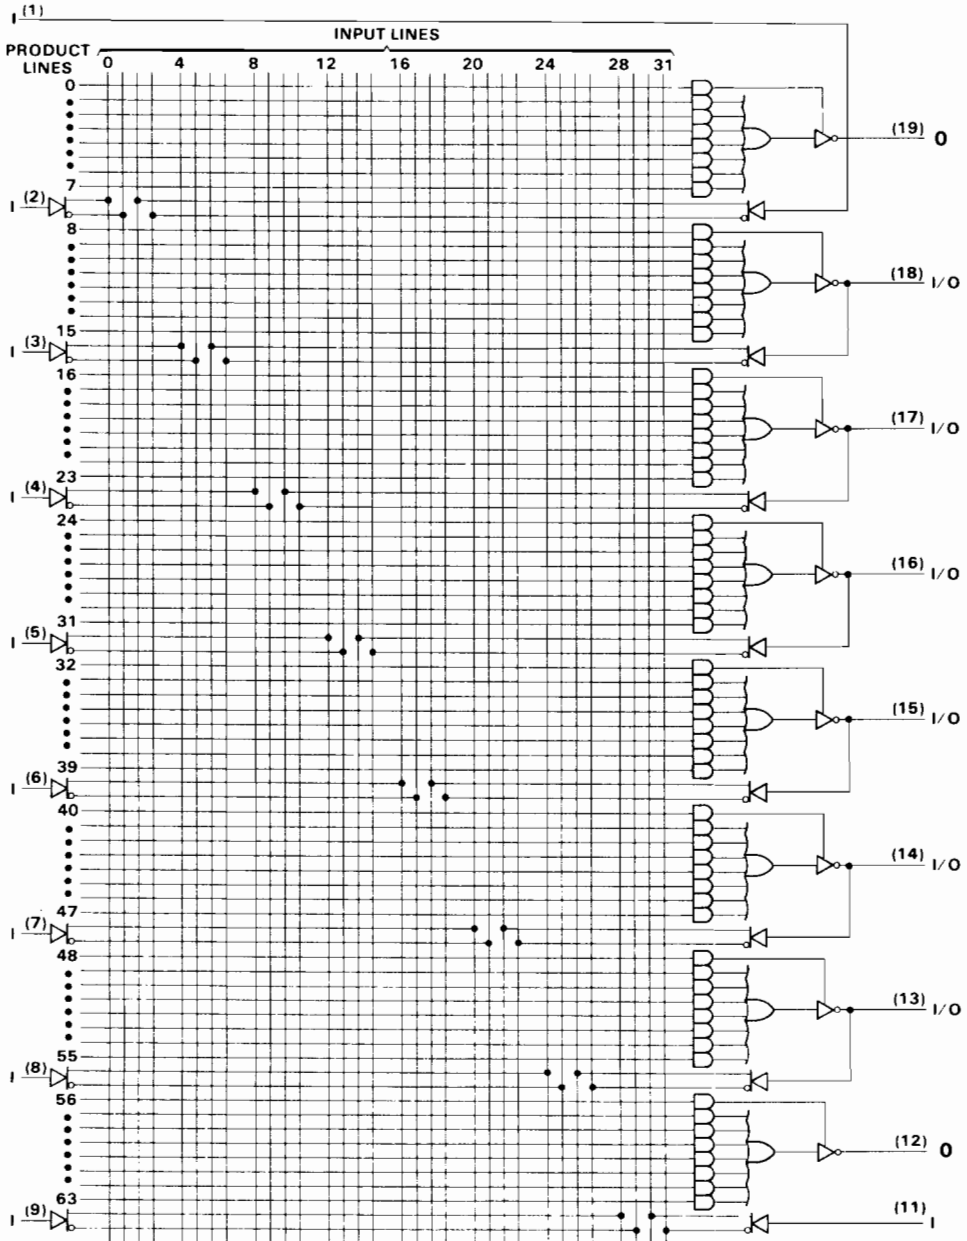 I (1)
INPUT LINES
PRODUCT LINES
0 4 8 12 16 20 24 28 31
0
(19) O
7
I (2)
8
(18) I/O
15
I (3)
16
(17) I/O
23
I (4)
24
(16) I/O
31
I (5)
32
(15) I/O
39
I (6)
40
(14) I/O
47
I (7)
48
(13) I/O
55
I (8)
56
(12) O
63
I (9)
(11) I